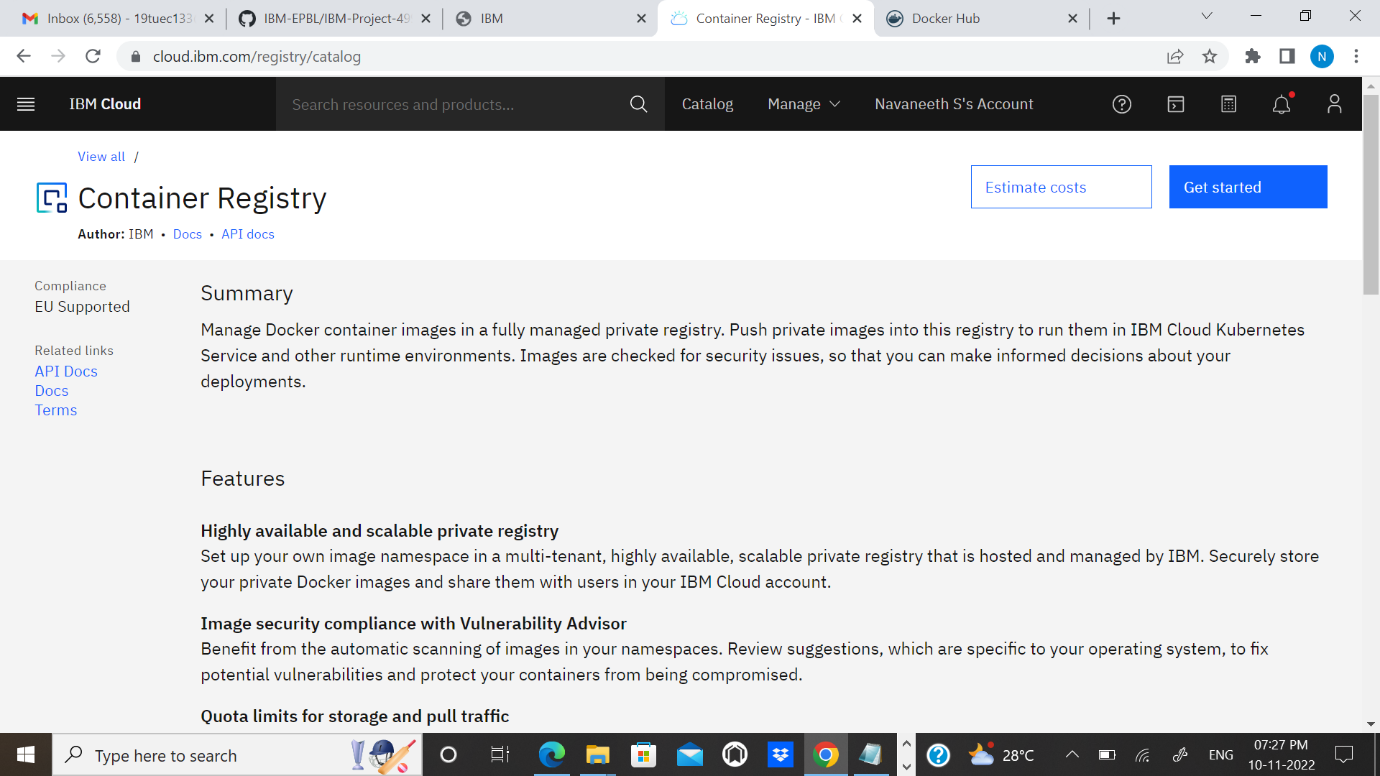 Inbox (6,558) - 19tuec133
IBM-EPBL/IBM-Project-49
IBM
Container Registry - IBM C
Docker Hub
cloud.ibm.com/registry/catalog
N
IBM Cloud
Search resources and products...
Catalog
Manage
Navaneeth S's Account
View all /
Container Registry
Estimate costs
Get started
Author: IBM • Docs • API docs
Compliance
EU Supported
Related links
API Docs
Docs
Terms
Summary
Manage Docker container images in a fully managed private registry. Push private images into this registry to run them in IBM Cloud Kubernetes
Service and other runtime environments. Images are checked for security issues, so that you can make informed decisions about your
deployments.
Features
Highly available and scalable private registry
Set up your own image namespace in a multi-tenant, highly available, scalable private registry that is hosted and managed by IBM. Securely store
your private Docker images and share them with users in your IBM Cloud account.
Image security compliance with Vulnerability Advisor
Benefit from the automatic scanning of images in your namespaces. Review suggestions, which are specific to your operating system, to fix
potential vulnerabilities and protect your containers from being compromised.
Quota limits for storage and pull traffic
Type here to search
28°C
ENG
07:27 PM
10-11-2022